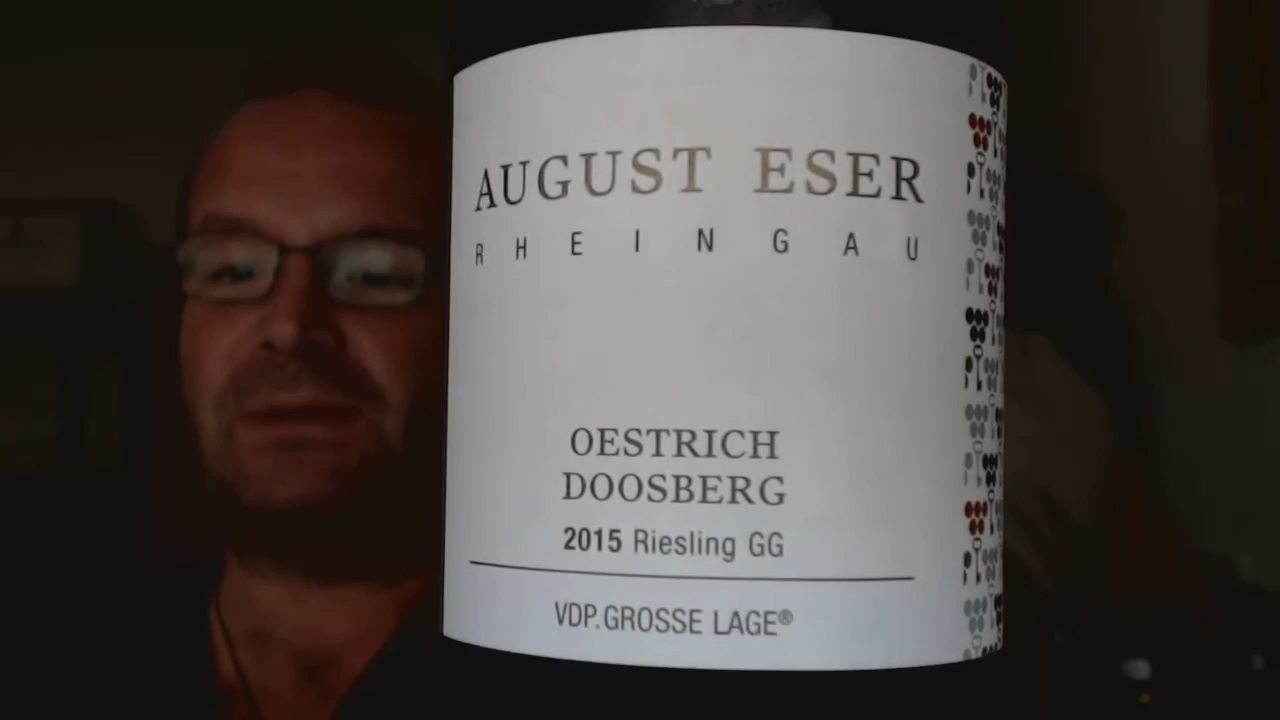 AUGUST ESER
RHEINGAU
OESTRICH
DOOSBERG
2015 Riesling GG
VDP.GROSSE LAGE®